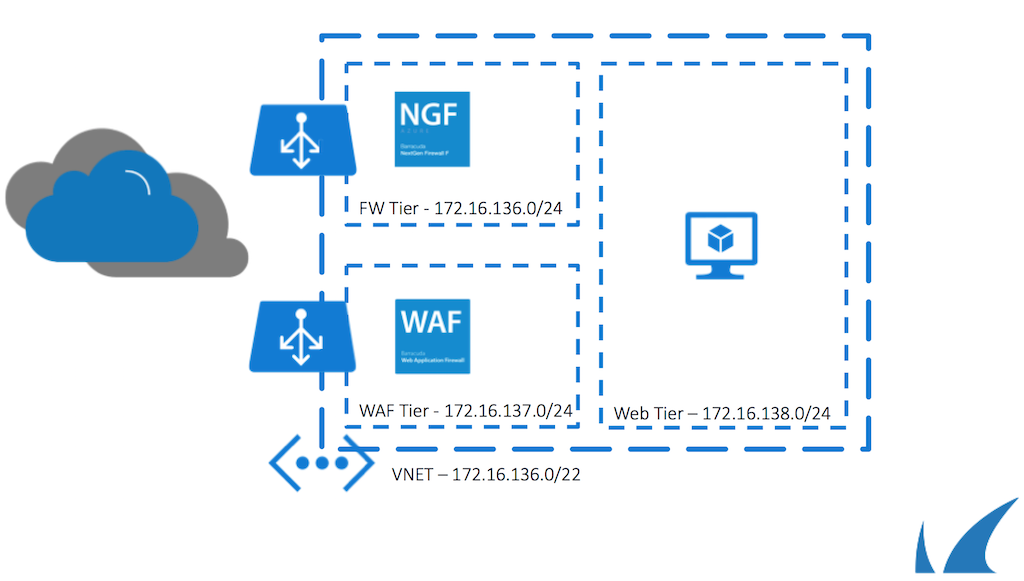 NGF
AZURE
Barracuda
NextGen Firewall F
FW Tier - 172.16.136.0/24
WAF
Barracuda
Web Application Firewall
WAF Tier - 172.16.137.0/24
Web Tier – 172.16.138.0/24
VNET – 172.16.136.0/22